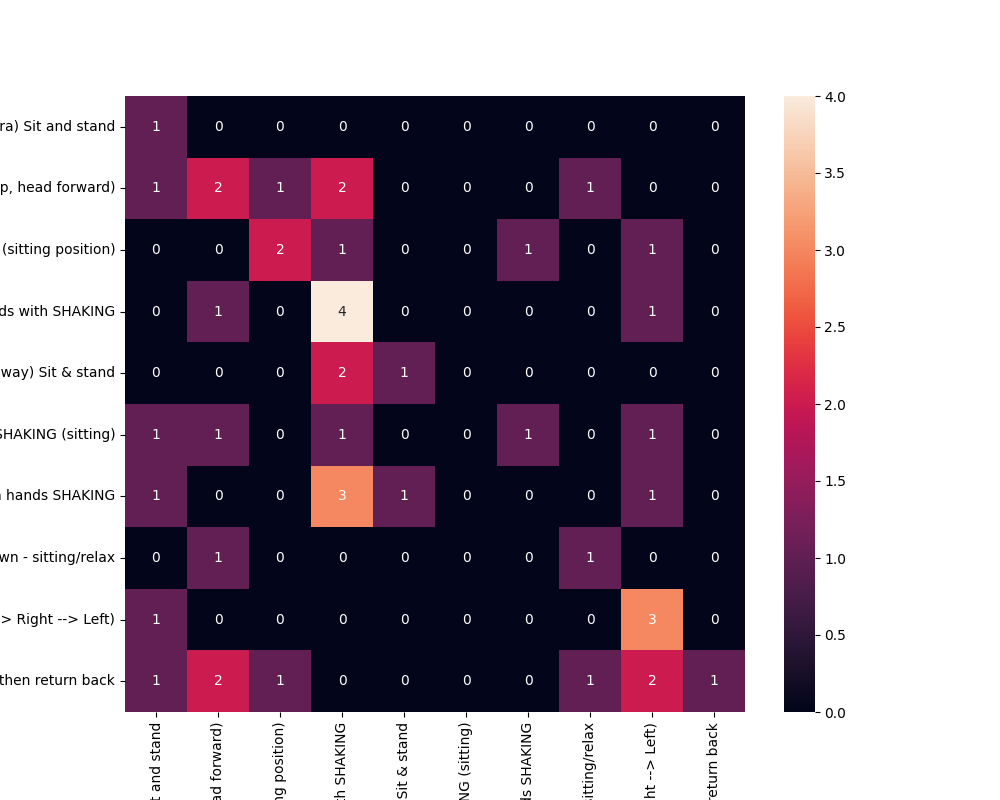 ra) Sit and stand 1 0 0 0 0 0 0 0 0 0
p, head forward) 1 2 1 2 0 0 0 1 0 0
(sitting position) 0 0 2 1 0 0 1 0 1 0
ds with SHAKING 0 1 0 4 0 0 0 0 1 0
way) Sit & stand 0 0 0 2 1 0 0 0 0 0
SHAKING (sitting) 1 1 0 1 0 0 1 0 1 0
hands SHAKING 1 0 0 3 1 0 0 0 1 0
wn - sitting/relax 0 1 0 0 0 0 0 1 0 0
> Right --> Left) 1 0 0 0 0 0 0 0 3 0
then return back 1 2 1 0 0 0 0 1 2 1
t and stand
ad forward)
ng position)
th SHAKING
Sit & stand
NG (sitting)
ds SHAKING
sitting/relax
ht --> Left)
return back
4.0
3.5
3.0
2.5
2.0
1.5
1.0
0.5
0.0